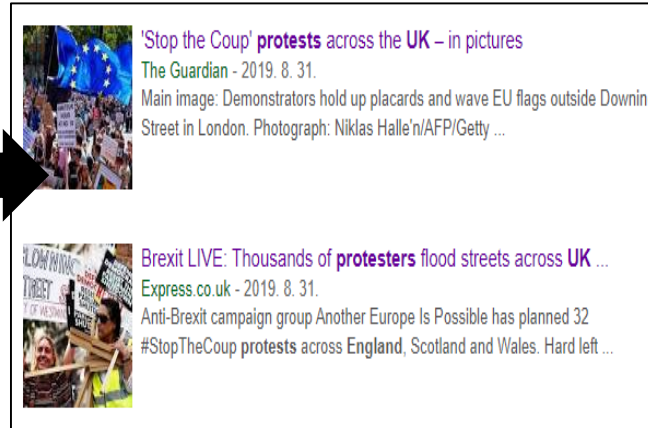 'Stop the Coup' protests across the UK – in pictures
The Guardian - 2019. 8. 31.
Main image: Demonstrators hold up placards and wave EU flags outside Downin
Street in London. Photograph: Niklas Halle'n/AFP/Getty ...
Brexit LIVE: Thousands of protesters flood streets across UK ...
Express.co.uk - 2019. 8. 31.
Anti-Brexit campaign group Another Europe Is Possible has planned 32
#StopTheCoup protests across England, Scotland and Wales. Hard left ...